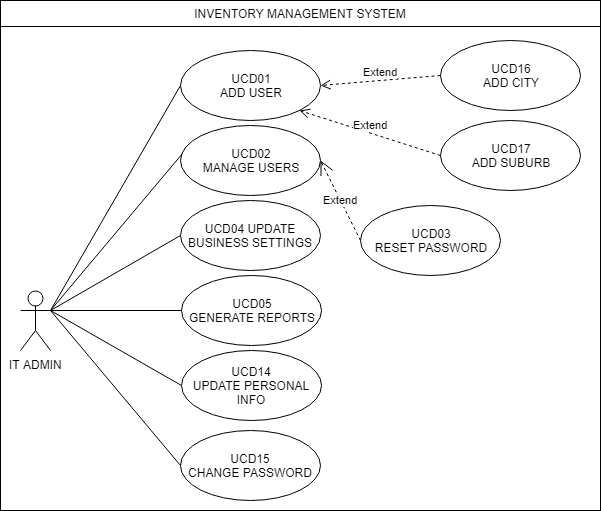 INVENTORY MANAGEMENT SYSTEM
UCD01
ADD USER
Extend
UCD16
ADD CITY
Extend
UCD17
ADD SUBURB
UCD02
MANAGE USERS
Extend
UCD03
RESET PASSWORD
UCD04 UPDATE
BUSINESS SETTINGS
UCD05
GENERATE REPORTS
IT ADMIN
UCD14
UPDATE PERSONAL
INFO
UCD15
CHANGE PASSWORD